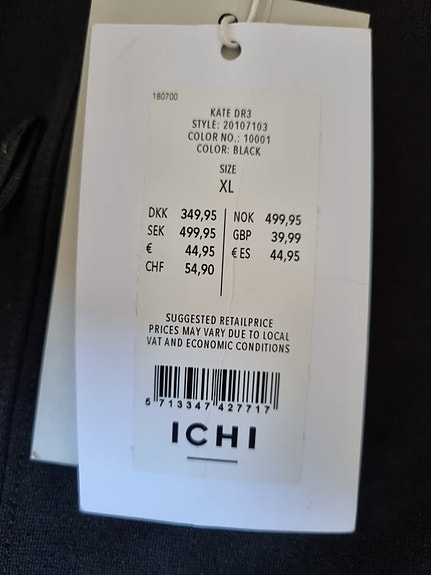 180700
KATE DR3
STYLE: 20107103
COLOR NO.: 10001
COLOR: BLACK
SIZE
XL
DKK 349,95 NOK 499,95
SEK 499,95 GBP 39,99
€ 44,95 € ES 44,95
CHF 54,90
SUGGESTED RETAILPRICE
PRICES MAY VARY DUE TO LOCAL
VAT AND ECONOMIC CONDITIONS
5 713347 427717
ICHI